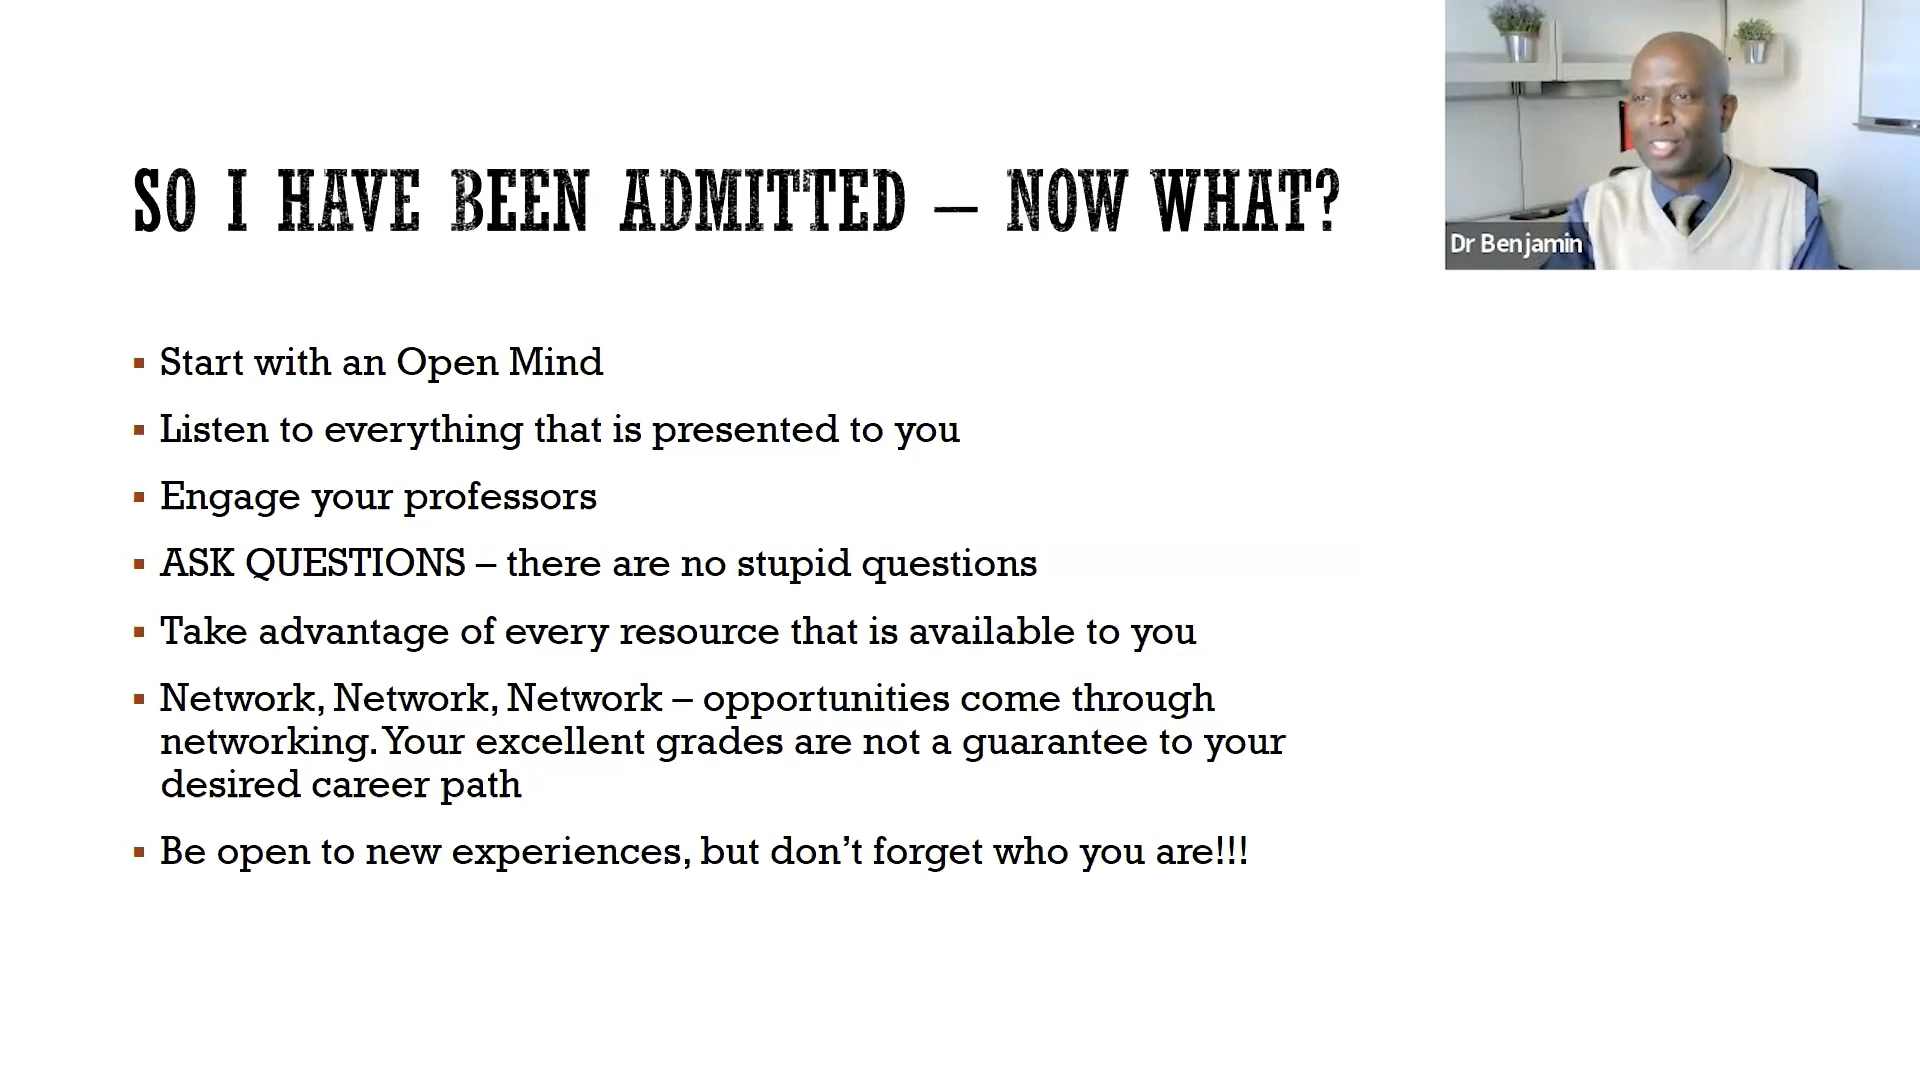 SO I HAVE BEEN ADMITTED – NOW WHAT?
Dr Benjamin
▪ Start with an Open Mind
▪ Listen to everything that is presented to you
▪ Engage your professors
▪ ASK QUESTIONS – there are no stupid questions
▪ Take advantage of every resource that is available to you
▪ Network, Network, Network – opportunities come through
networking. Your excellent grades are not a guarantee to your
desired career path
▪ Be open to new experiences, but don’t forget who you are!!!